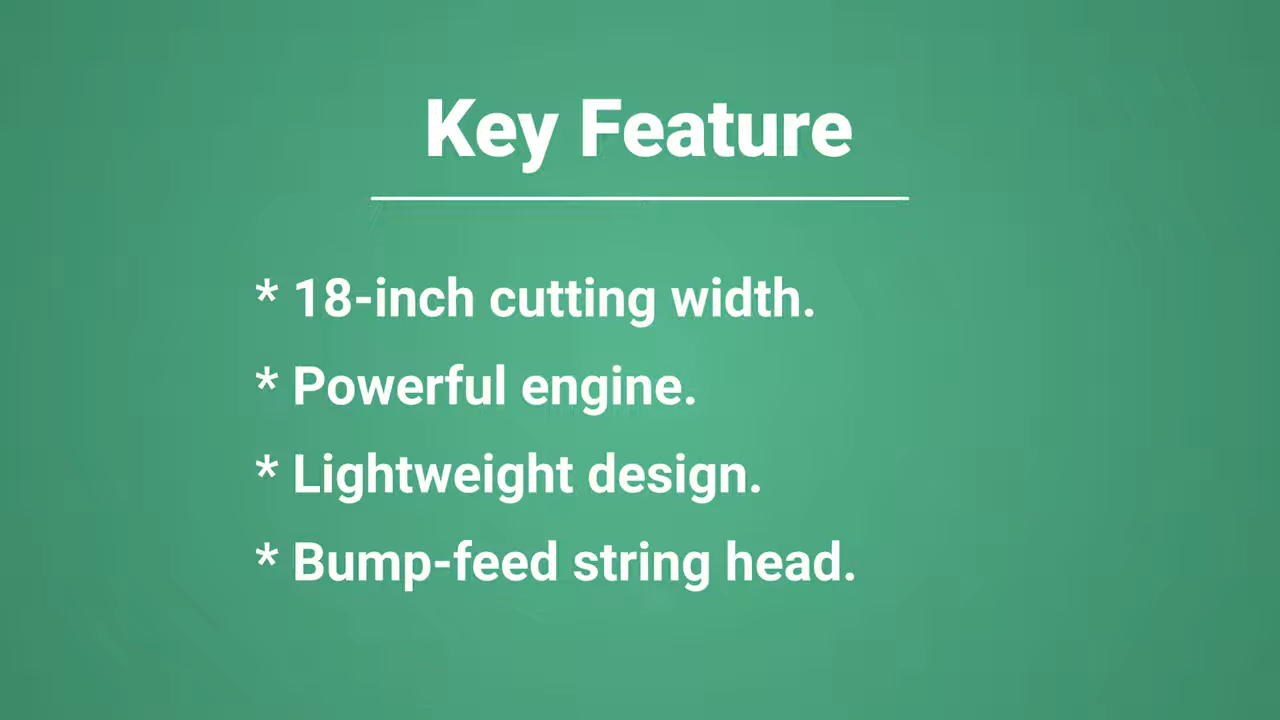 Key Feature
* 18-inch cutting width.
* Powerful engine.
* Lightweight design.
* Bump-feed string head.